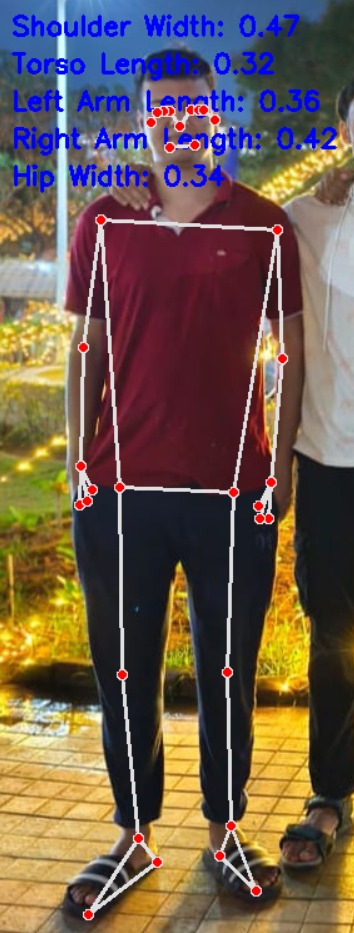 Shoulder Width: 0.47
Torso Length: 0.32
Left Arm Length: 0.36
Right Arm Length: 0.42
Hip Width: 0.34